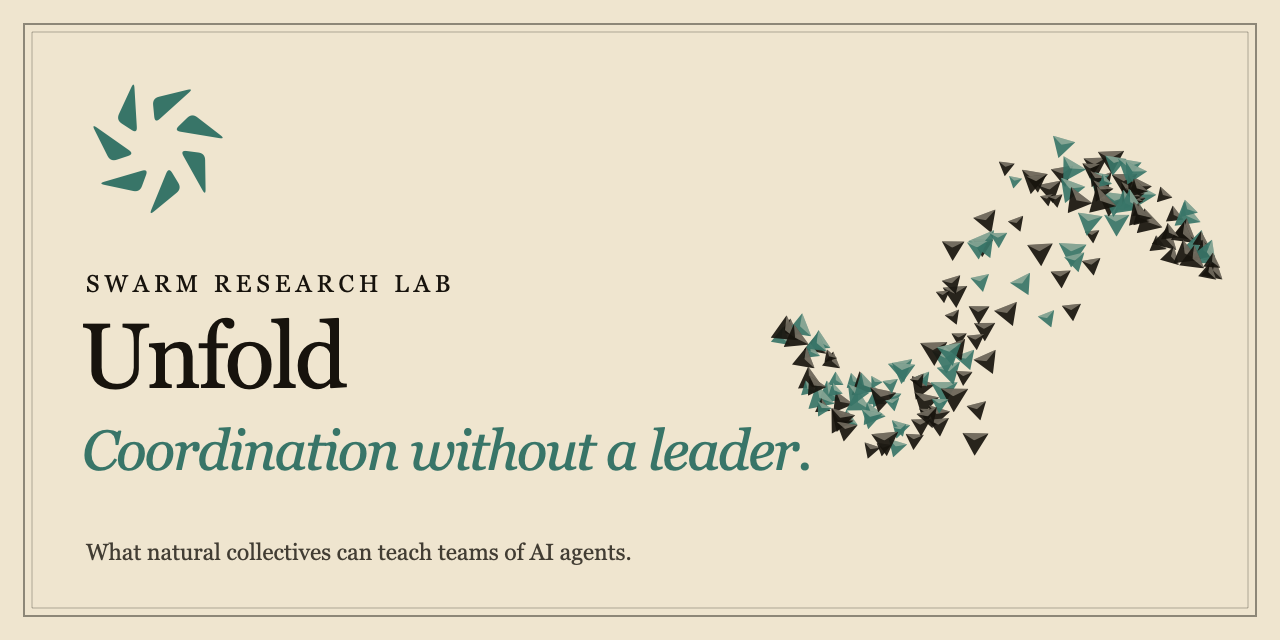 SWARM RESEARCH LAB
Unfold
Coordination without a leader.
What natural collectives can teach teams of AI agents.